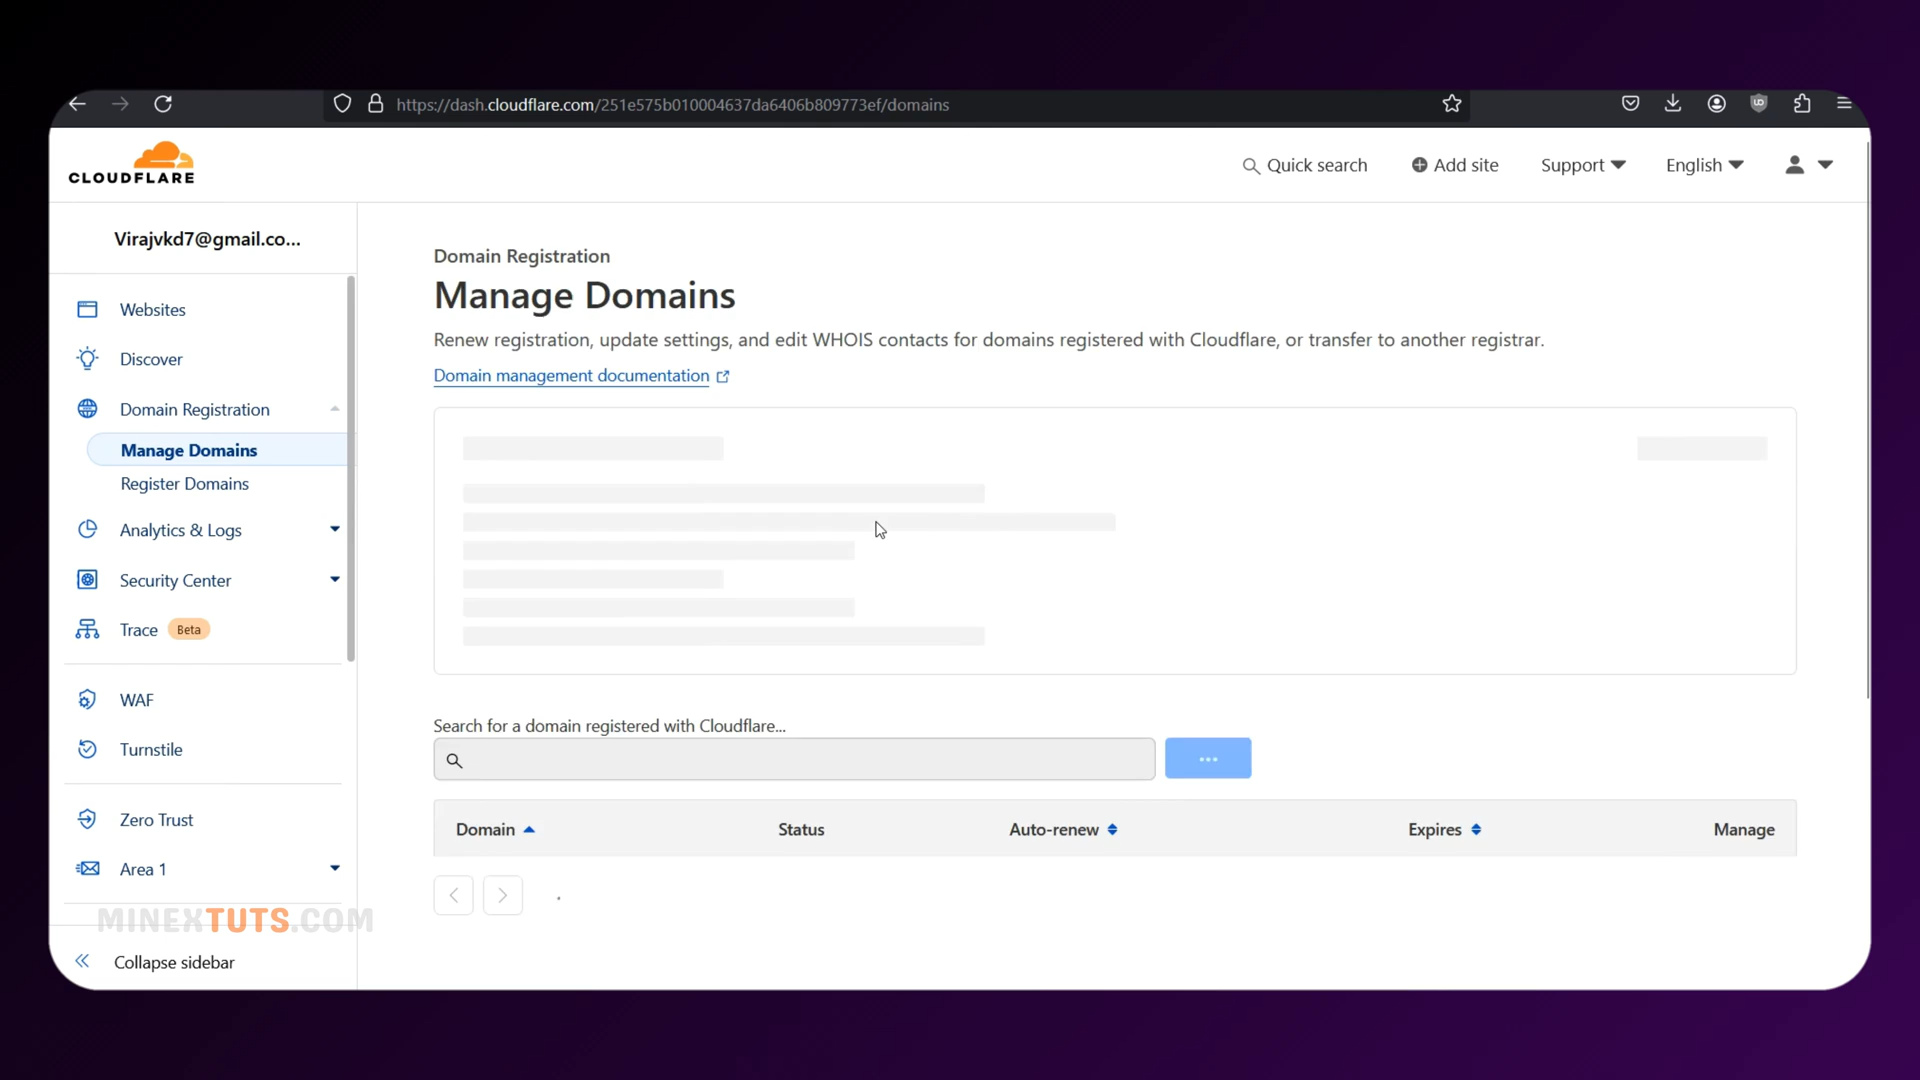 https://dash.cloudflare.com/251e575b010004637da6406b809773ef/domains
CLOUDFLARE
Quick search
Add site
Support
English
Virajvkd7@gmail.co...
Websites
Discover
Domain Registration
Manage Domains
Register Domains
Analytics & Logs
Security Center
Trace Beta
WAF
Turnstile
Zero Trust
Area 1
MINEXTUTS.COM
Collapse sidebar
Domain Registration
Manage Domains
Renew registration, update settings, and edit WHOIS contacts for domains registered with Cloudflare, or transfer to another registrar.
Domain management documentation
Search for a domain registered with Cloudflare...
Domain Status Auto-renew Expires Manage